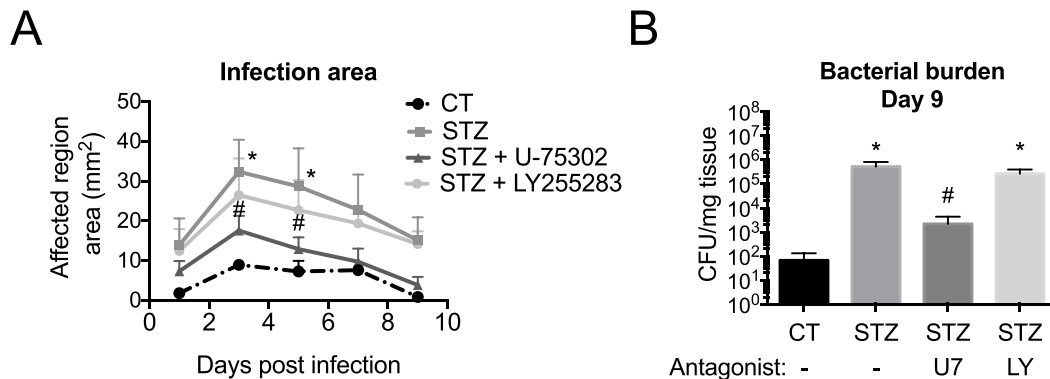 A
Infection area
CT
STZ
STZ + U-75302
STZ + LY255283
Affected region
area (mm²)
50
40
30
20
10
0
*
*
#
#
0 2 4 6 8 10
Days post infection
B
Bacterial burden
Day 9
CFU/mg tissue
10⁸
10⁷
10⁶
10⁵
10⁴
10³
10²
10¹
10⁰
* # *
CT STZ STZ STZ
Antagonist: - - U7 LY